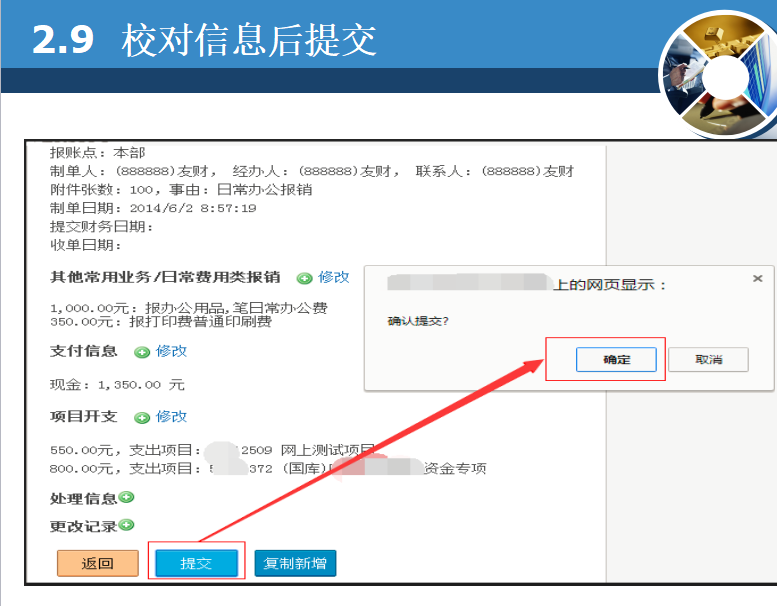 2.9 校对信息后提交
报账点：本部
制单人：(888888)友财， 经办人：(888888)友财， 联系人：(888888)友财
附件张数：100，事由：日常办公报销
制单日期：2014/6/2 8:57:19
提交财务日期：
收单日期：
其他常用业务/日常费用类报销 修改
1,000.00元：报办公用品,笔日常办公费
350.00元：报打印费普通印刷费
支付信息 修改
现金：1,350.00 元
项目开支 修改
550.00元，支出项目： 2509 网上测试项目
800.00元，支出项目： 372 (国库) 资金专项
处理信息
更改记录
返回 提交 复制新增
上的网页显示：
×
确认提交?
确定 取消